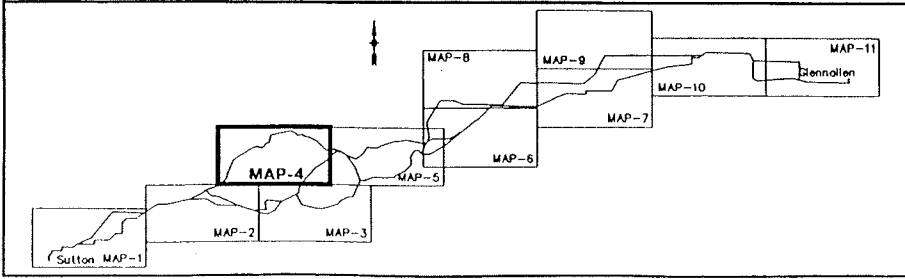 MAP-11
MAP-8
MAP-9
Glennallen
MAP-10
MAP-7
MAP-6
MAP-4
MAP-5
MAP-2
MAP-3
Sutton MAP-1